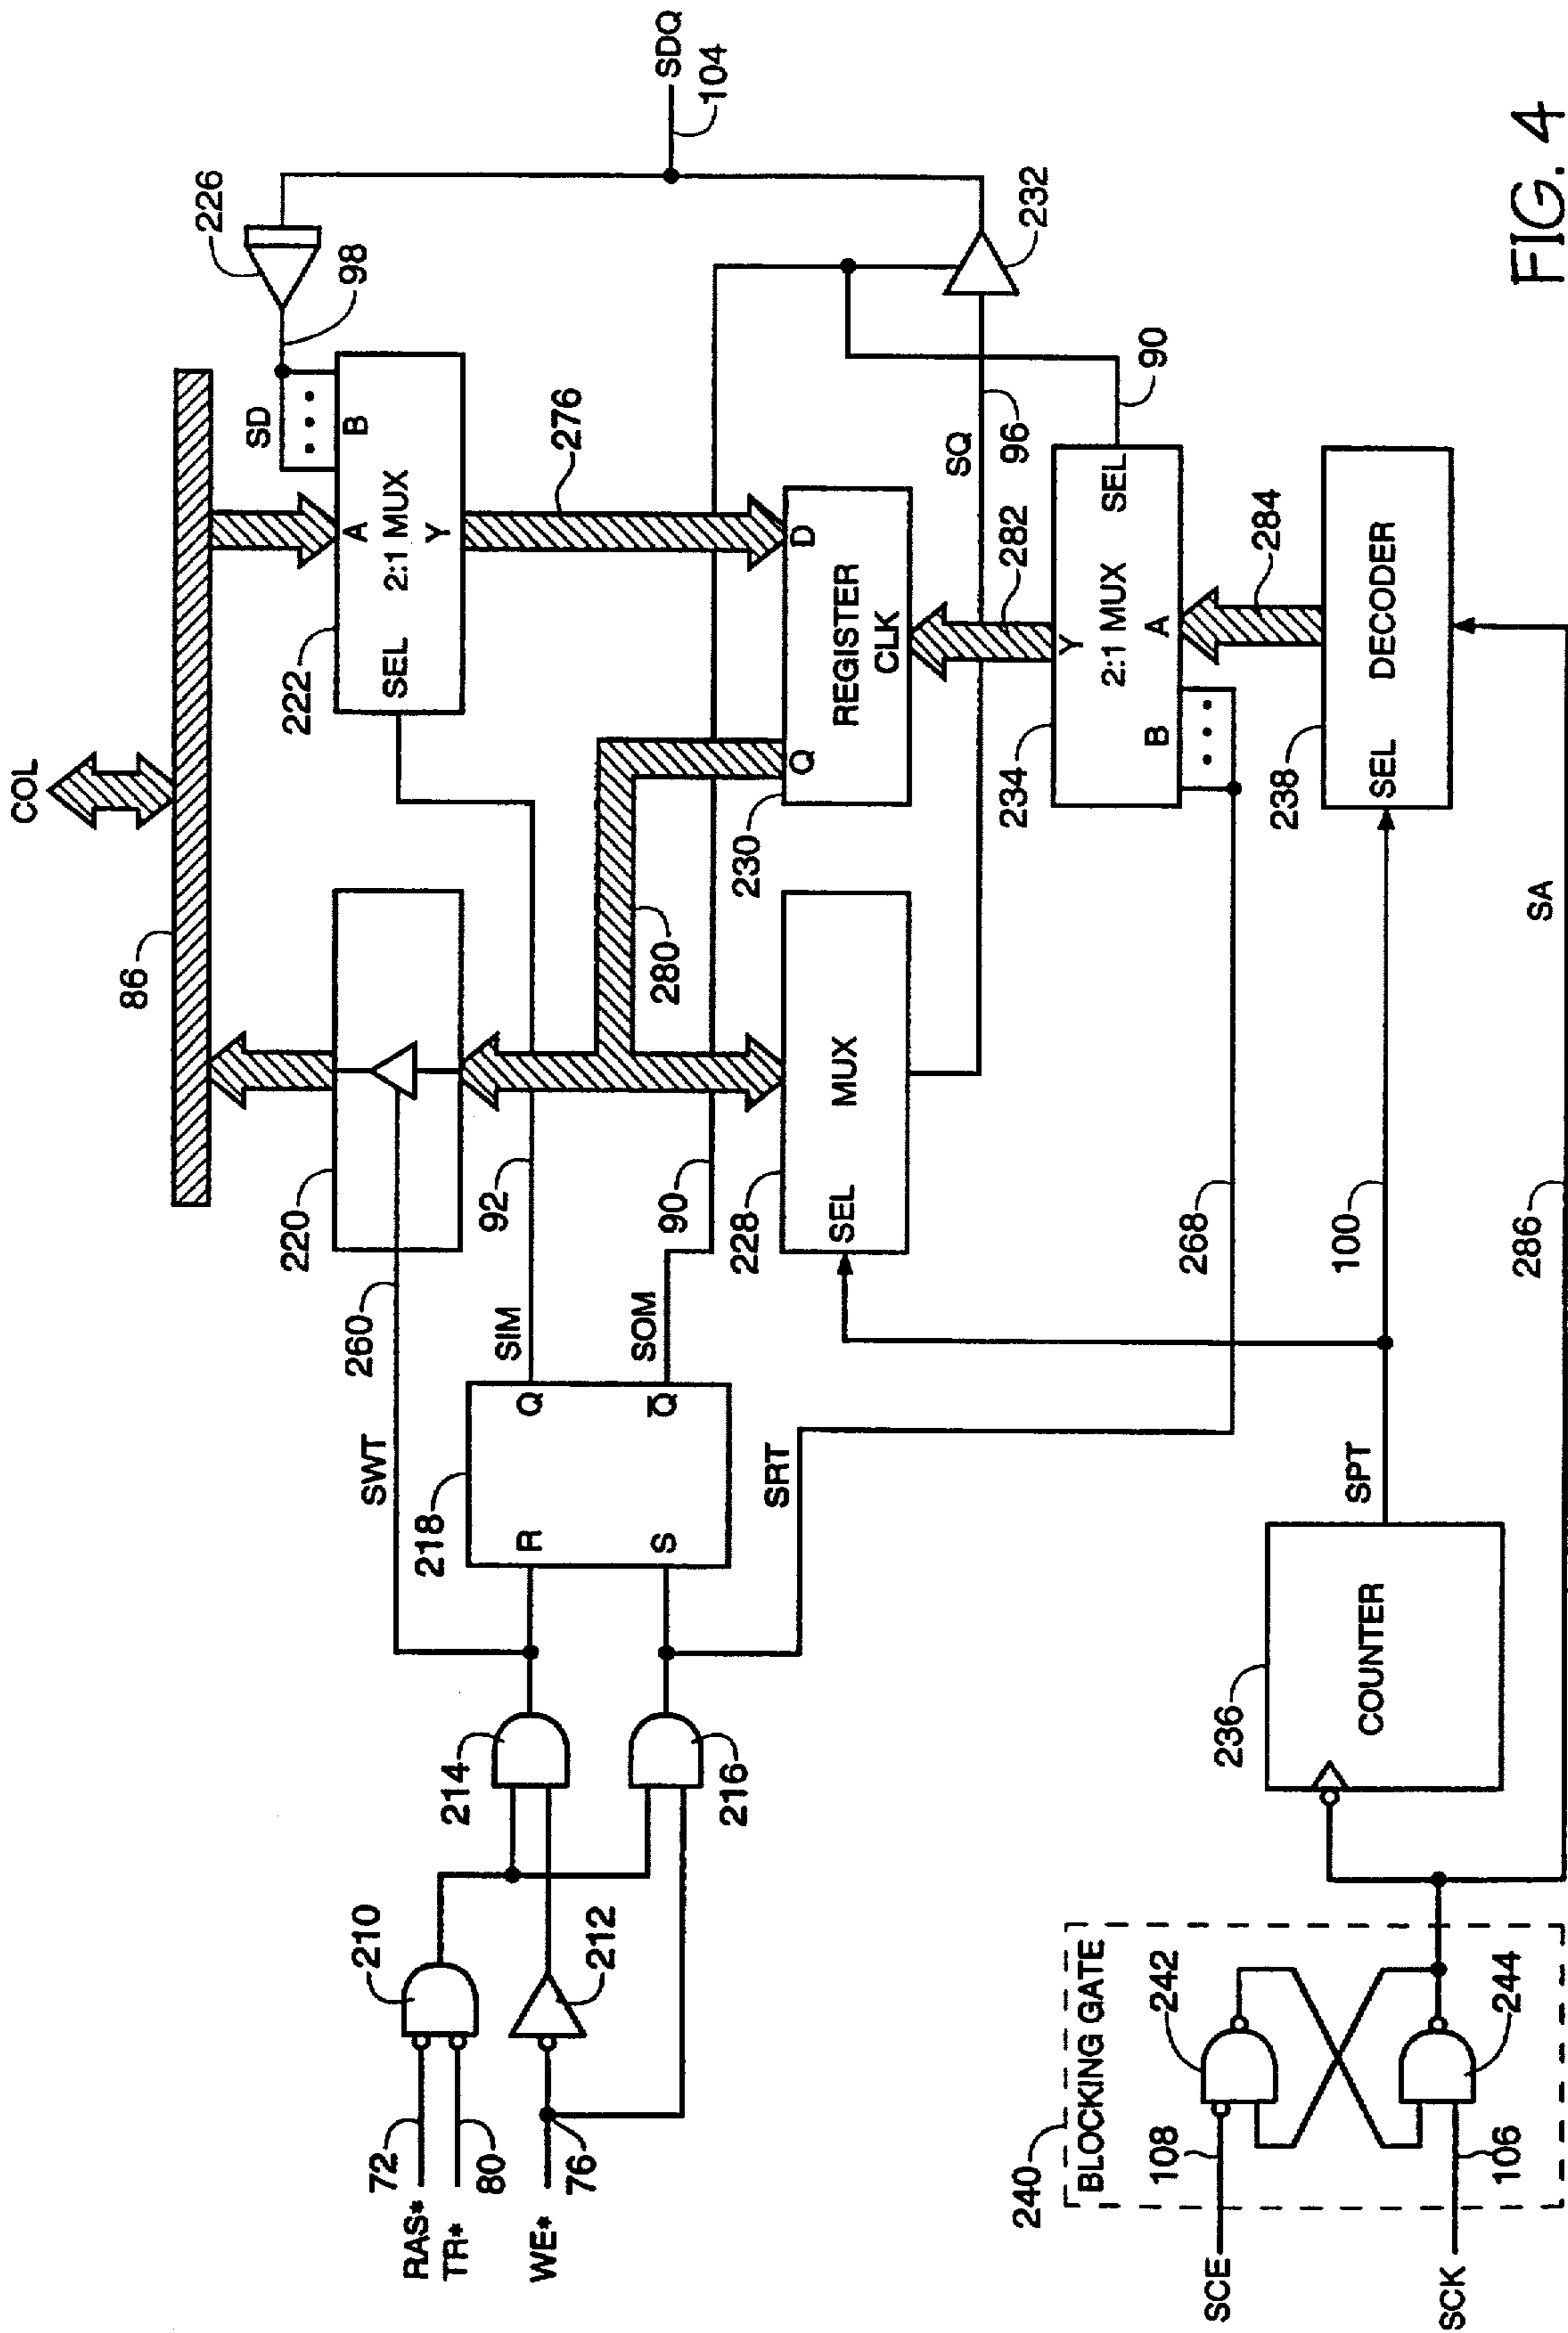 COL
86
220
260
SWT
222
A
B
SD
2:1 MUX
SEL
Y
226
98
SDQ
104
RAS*
72
TR*
80
210
WE*
76
212
214
216
218
R
S
Q
Q̅
SIM
SOM
92
90
280
276
SRT
228
SEL
MUX
230
Q
D
REGISTER
CLK
SQ
96
232
282
234
Y
2:1 MUX
SEL
B
A
90
268
284
238
SEL
DECODER
100
SPT
236
COUNTER
240
BLOCKING GATE
SCE
108
242
SCK
106
244
286
SA
FIG. 4